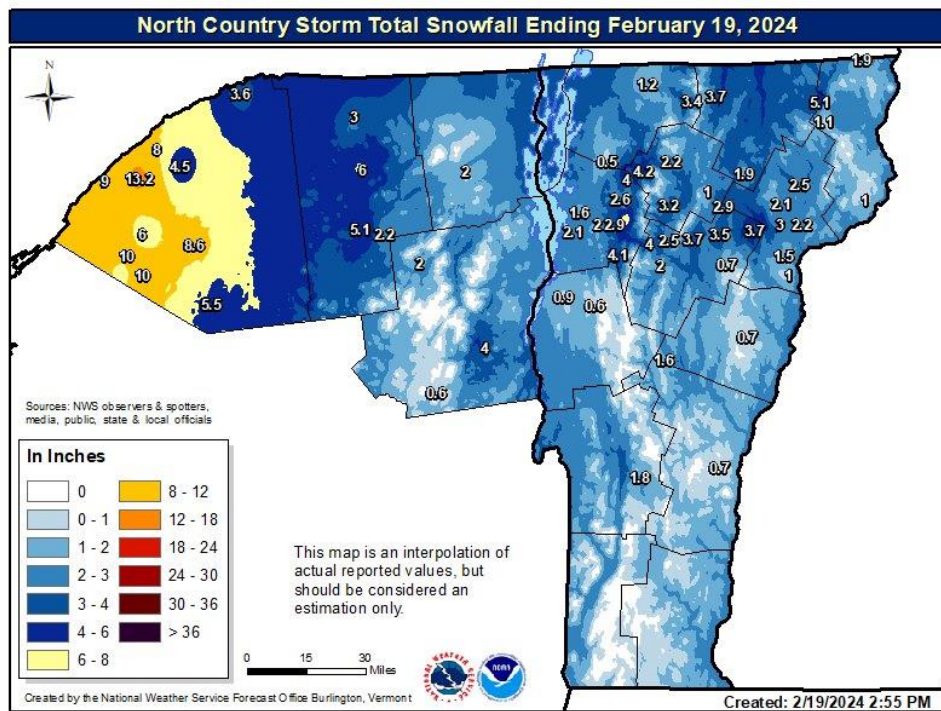 North Country Storm Total Snowfall Ending February 19, 2024
N
1.9
3.6
1.2
3.4 3.7
5.1
3
1.1
8
4.5
0.5
2.2
9
13.2
6
2
4
4.2
1.9
2.5
2.6
1
1
3.2
2.9
2.1
1.6
6
8.6
5.1
2.2
2.1
2.2
2.9
3.7
3.5
3.7
3
2.2
4
2.5
10
4.1
2
2
0.7
1.5
10
1
5.5
0.9
0.6
0.7
4
1.6
0.6
0.7
1.8
Sources: NWS observers & spotters,
media, public, state & local officials
In Inches
0
8 - 12
0 - 1
12 - 18
1 - 2
18 - 24
2 - 3
24 - 30
3 - 4
30 - 36
4 - 6
> 36
6 - 8
This map is an interpolation of
actual reported values, but
should be considered an
estimation only.
0 15 30
Miles
NOAA
Created by the National Weather Service Forecast Office Burlington, Vermont
Created: 2/19/2024 2:55 PM